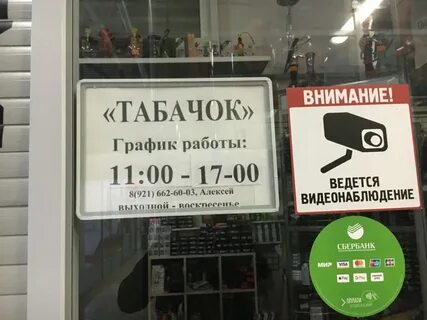 «ТАБАЧОК»
График работы:
11:00 - 17-00
8(921) 662-60-03, Алексей
выходной - воскресенье
ВНИМАНИЕ!
ВЕДЕТСЯ
ВИДЕОНАБЛЮДЕНИЕ
СБЕРБАНК
МИР VISA